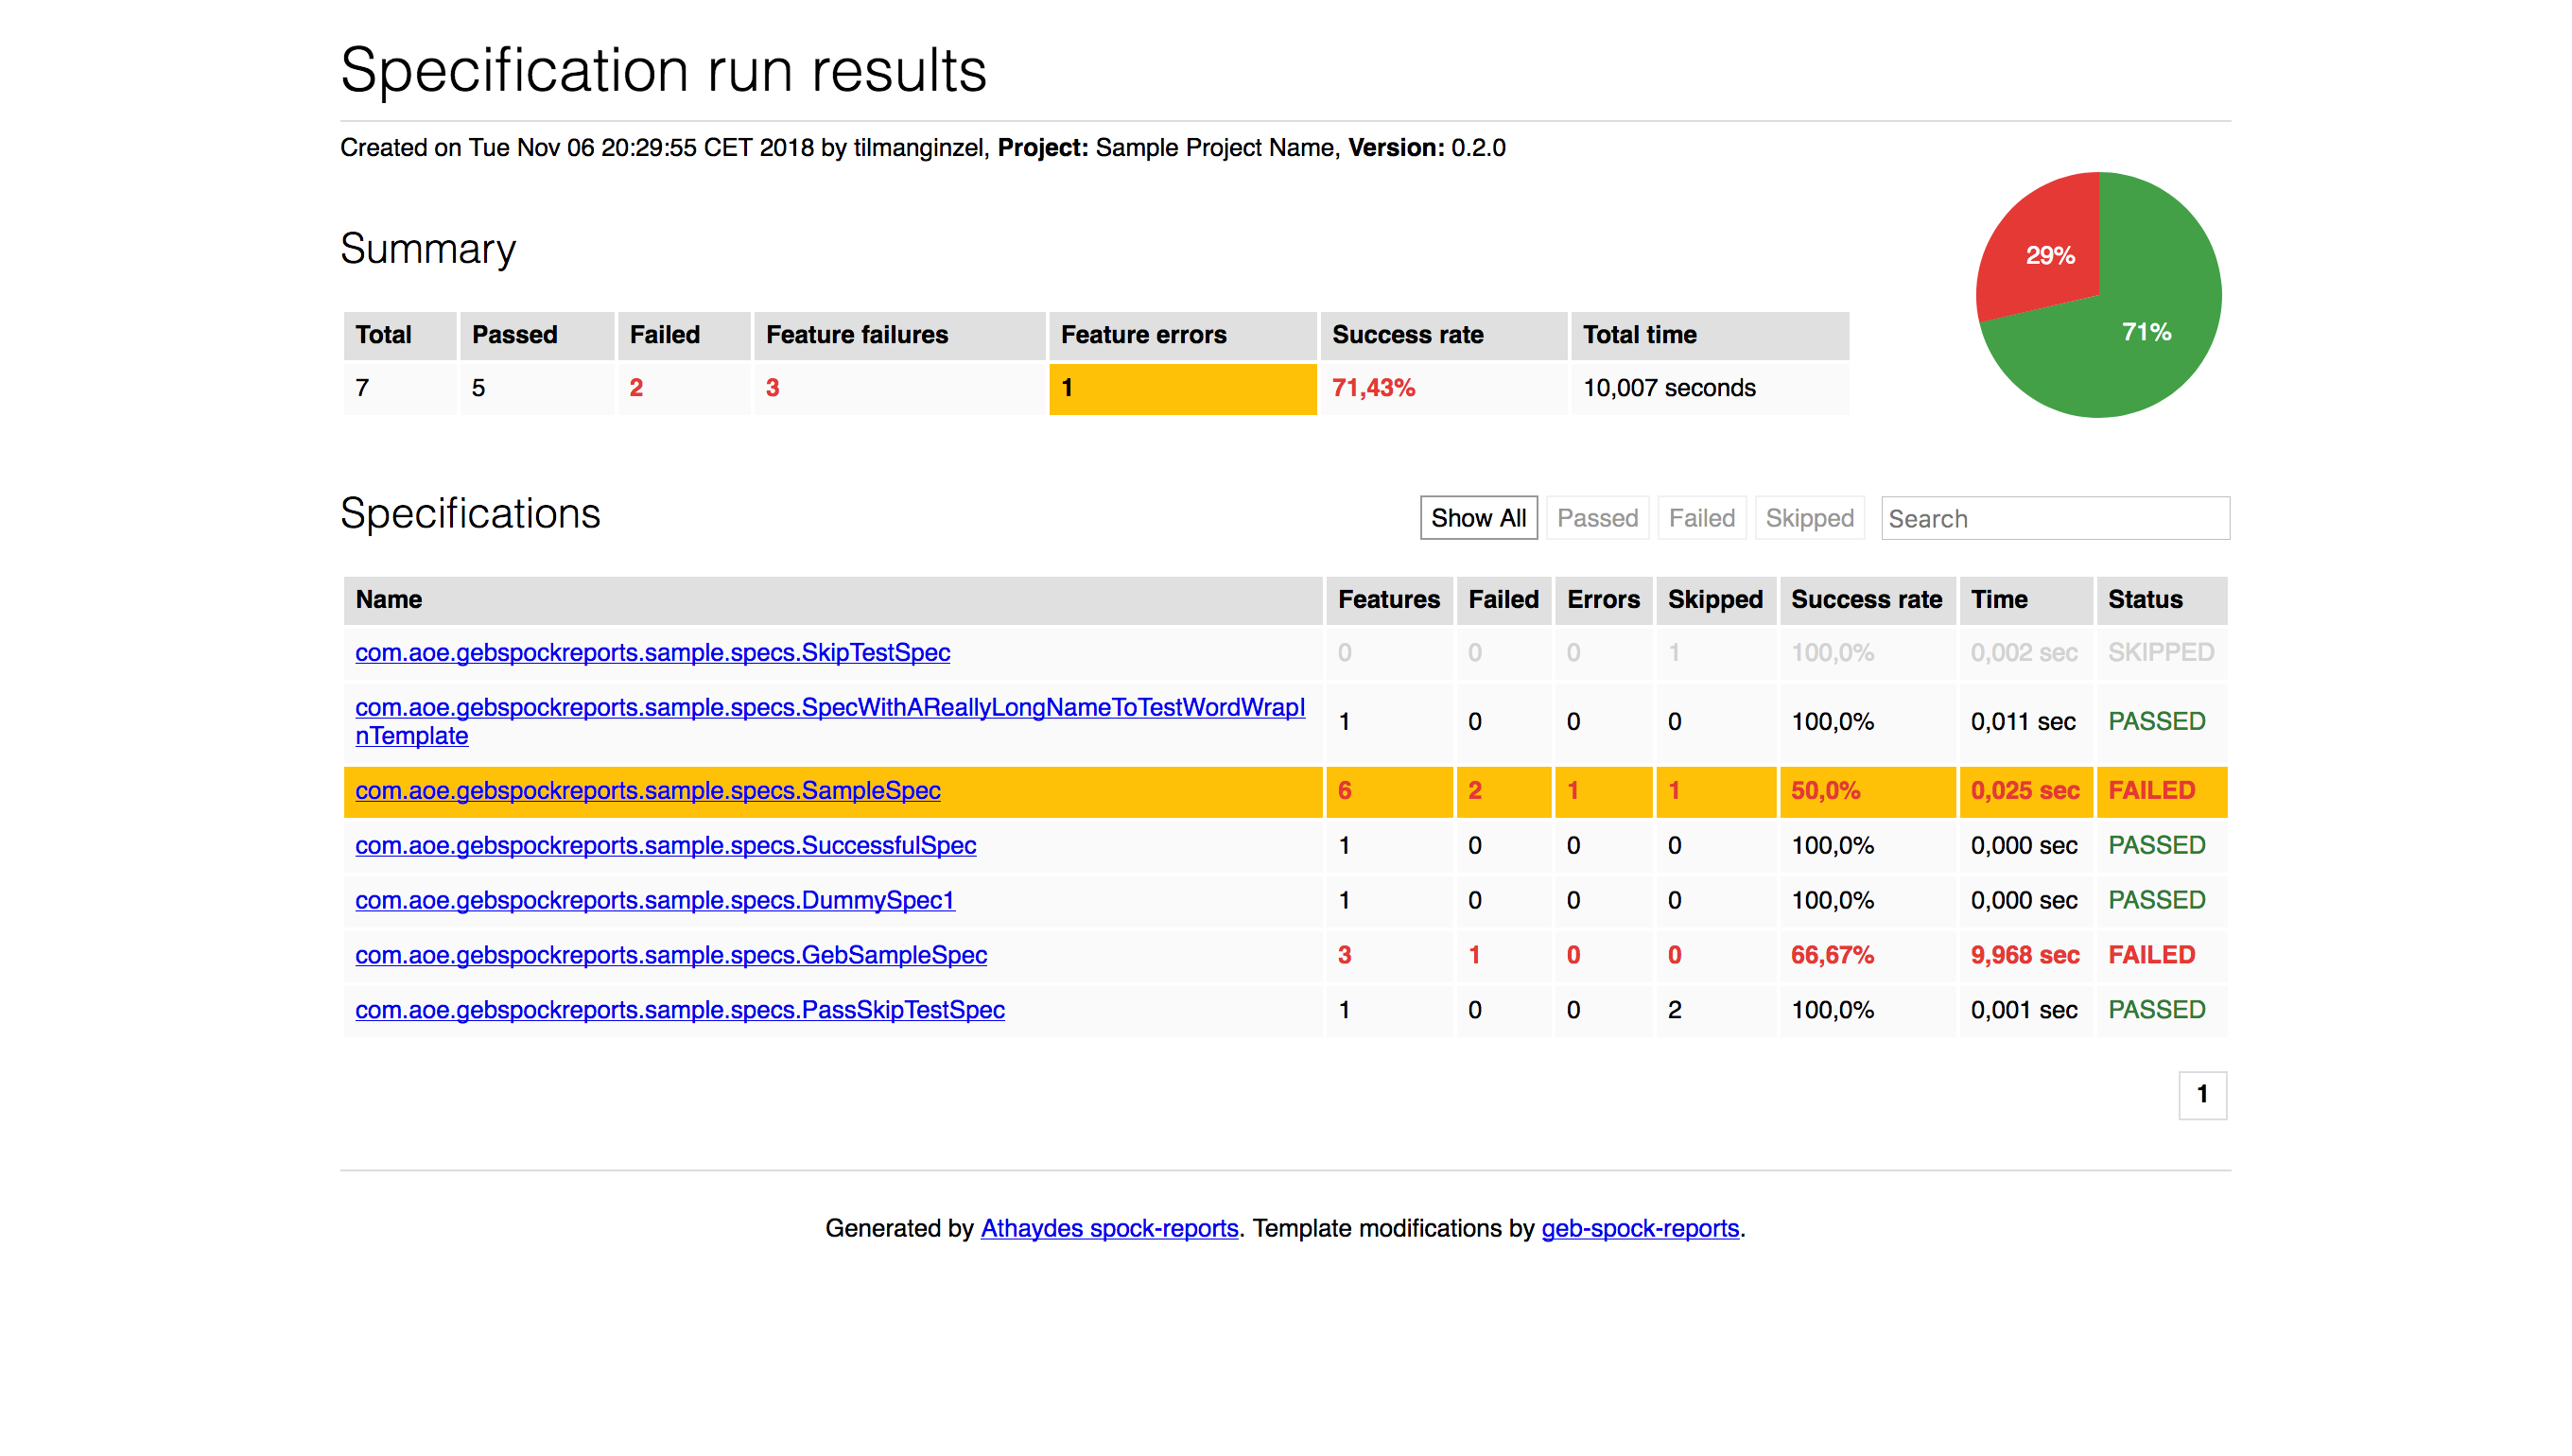 Specification run results
Created on Tue Nov 06 20:29:55 CET 2018 by tilmanginzel, Project: Sample Project Name, Version: 0.2.0
29%
71%
Summary
Total Passed Failed Feature failures Feature errors Success rate Total time
7 5 2 3 1 71,43% 10,007 seconds
Specifications
Show All Passed Failed Skipped Search
Name Features Failed Errors Skipped Success rate Time Status
com.aoe.gebspockreports.sample.specs.SkipTestSpec 0 0 0 1 100,0% 0,002 sec SKIPPED
com.aoe.gebspockreports.sample.specs.SpecWithAReallyLongNameToTestWordWrapI
nTemplate 1 0 0 0 100,0% 0,011 sec PASSED
com.aoe.gebspockreports.sample.specs.SampleSpec 6 2 1 1 50,0% 0,025 sec FAILED
com.aoe.gebspockreports.sample.specs.SuccessfulSpec 1 0 0 0 100,0% 0,000 sec PASSED
com.aoe.gebspockreports.sample.specs.DummySpec1 1 0 0 0 100,0% 0,000 sec PASSED
com.aoe.gebspockreports.sample.specs.GebSampleSpec 3 1 0 0 66,67% 9,968 sec FAILED
com.aoe.gebspockreports.sample.specs.PassSkipTestSpec 1 0 0 2 100,0% 0,001 sec PASSED
1
Generated by Athaydes spock-reports. Template modifications by geb-spock-reports.